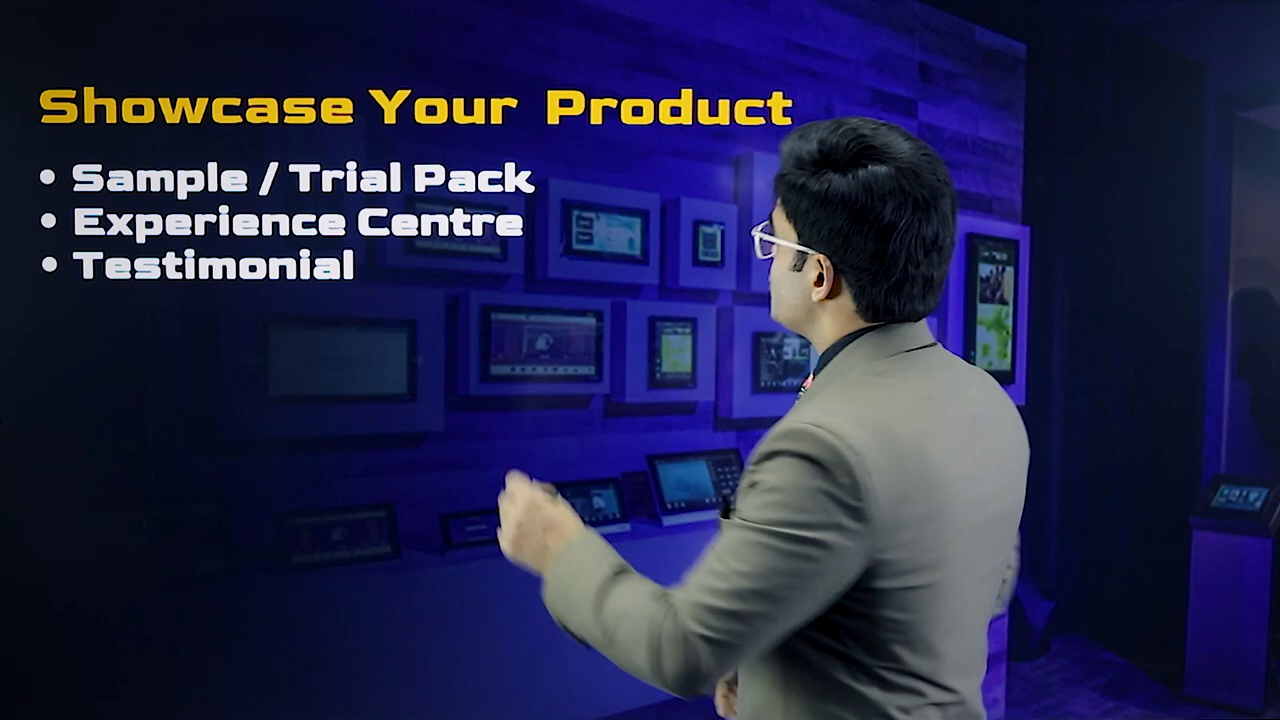 Showcase Your Product
• Sample / Trial Pack
• Experience Centre
• Testimonial